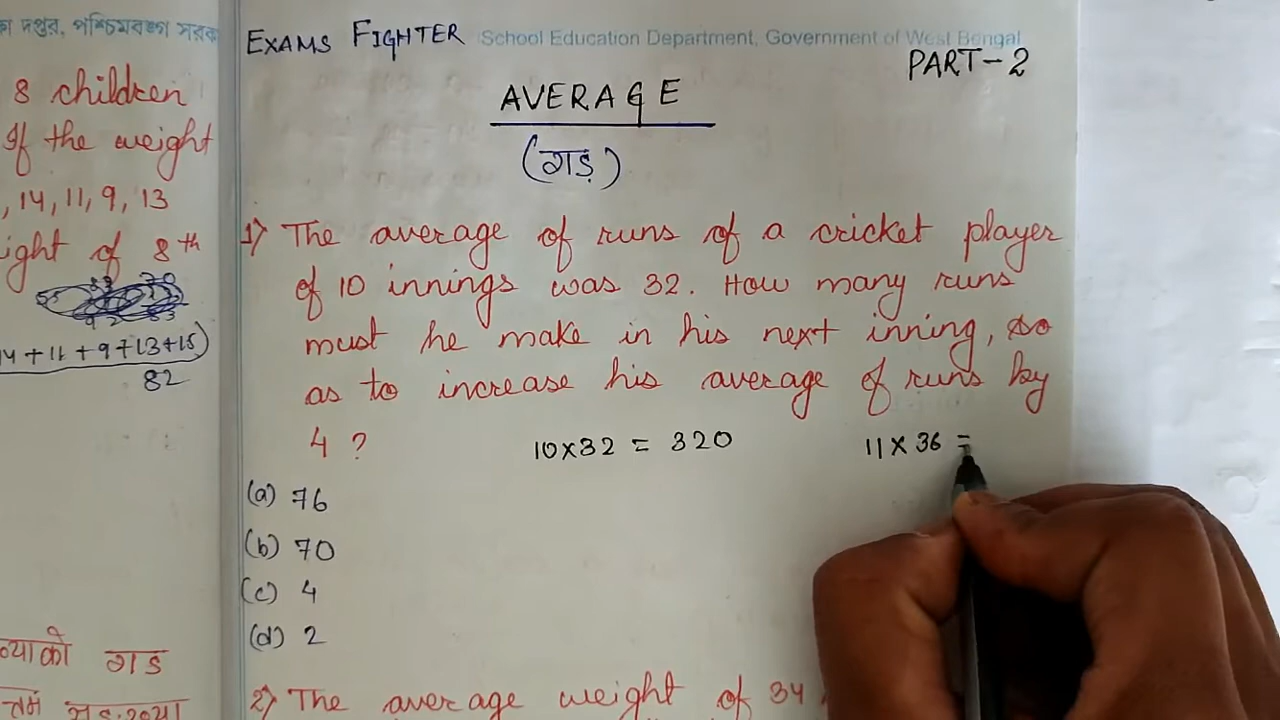 দপ্তর, পশ্চিমবঙ্গ
8 children
If the weight
, 14, 11, 9, 13
ight of 8th
14+11+9+13+15)
82
गड
EXAMS FIGHTER School Education Department, Government of West Bengal
PART-2
AVERAGE
(गड़)
1) The average of runs of a cricket player
of 10 innings was 32. How many runs
must he make in his next inning, so
as to increase his average of runs by
4 ? 10×32 = 320 11×36 =
(a) 76
(b) 70
(c) 4
(d) 2
2) The average weight of 34